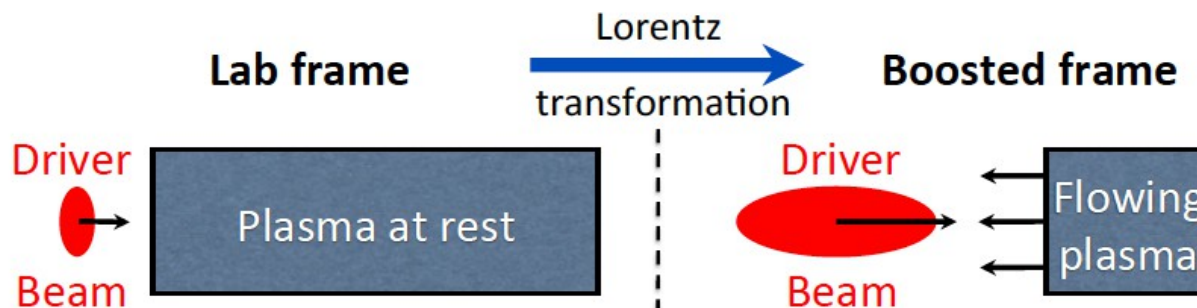 Lab frame
Lorentz
transformation
Boosted frame
Driver
Beam
Plasma at rest
Driver
Beam
Flowing
plasma